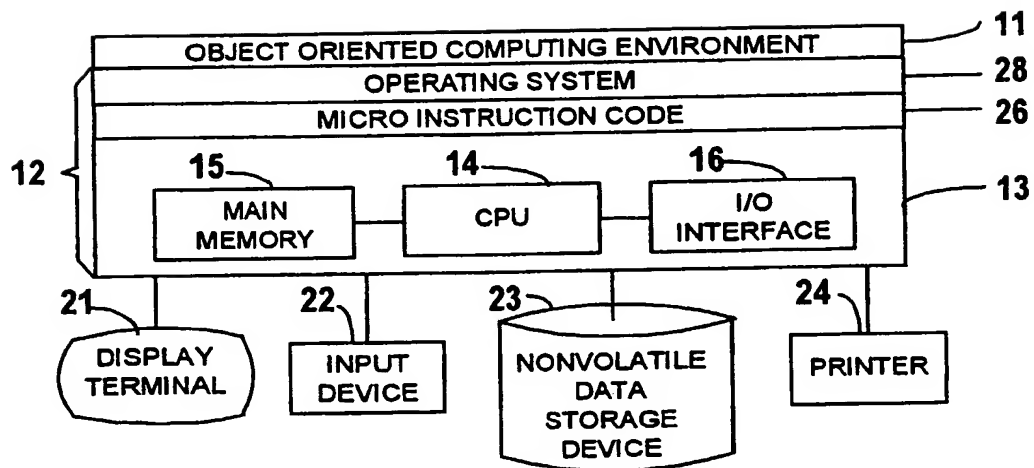 OBJECT ORIENTED COMPUTING ENVIRONMENT
11
OPERATING SYSTEM
28
MICRO INSTRUCTION CODE
26
12
15
14
16
13
MAIN
MEMORY
CPU
I/O
INTERFACE
21
22
23
24
DISPLAY
TERMINAL
INPUT
DEVICE
NONVOLATILE
DATA
STORAGE
DEVICE
PRINTER